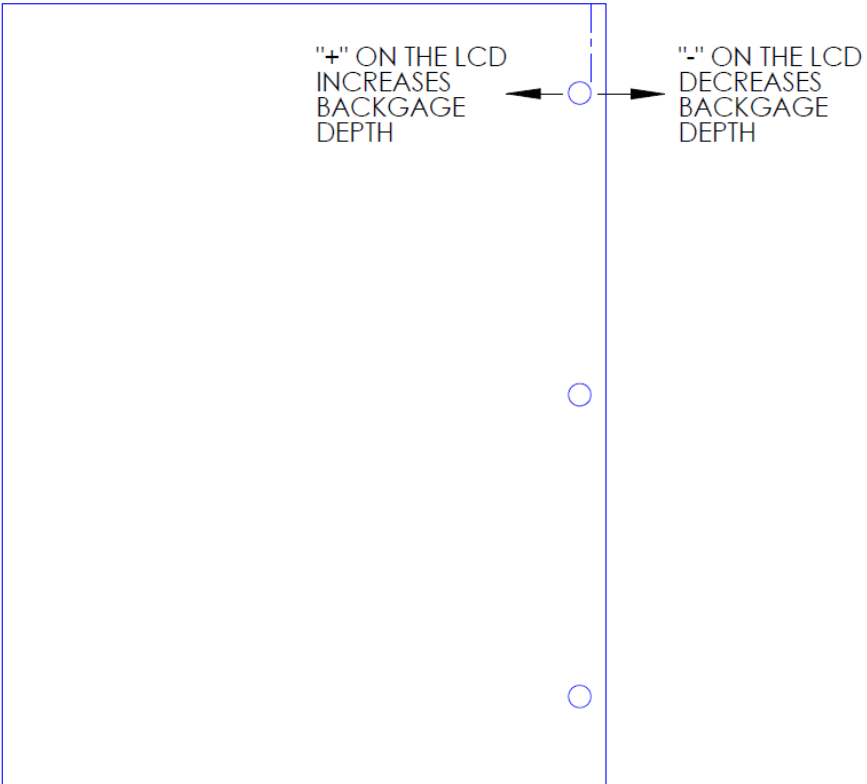 "+" ON THE LCD
INCREASES
BACKGAGE
DEPTH
"-" ON THE LCD
DECREASES
BACKGAGE
DEPTH